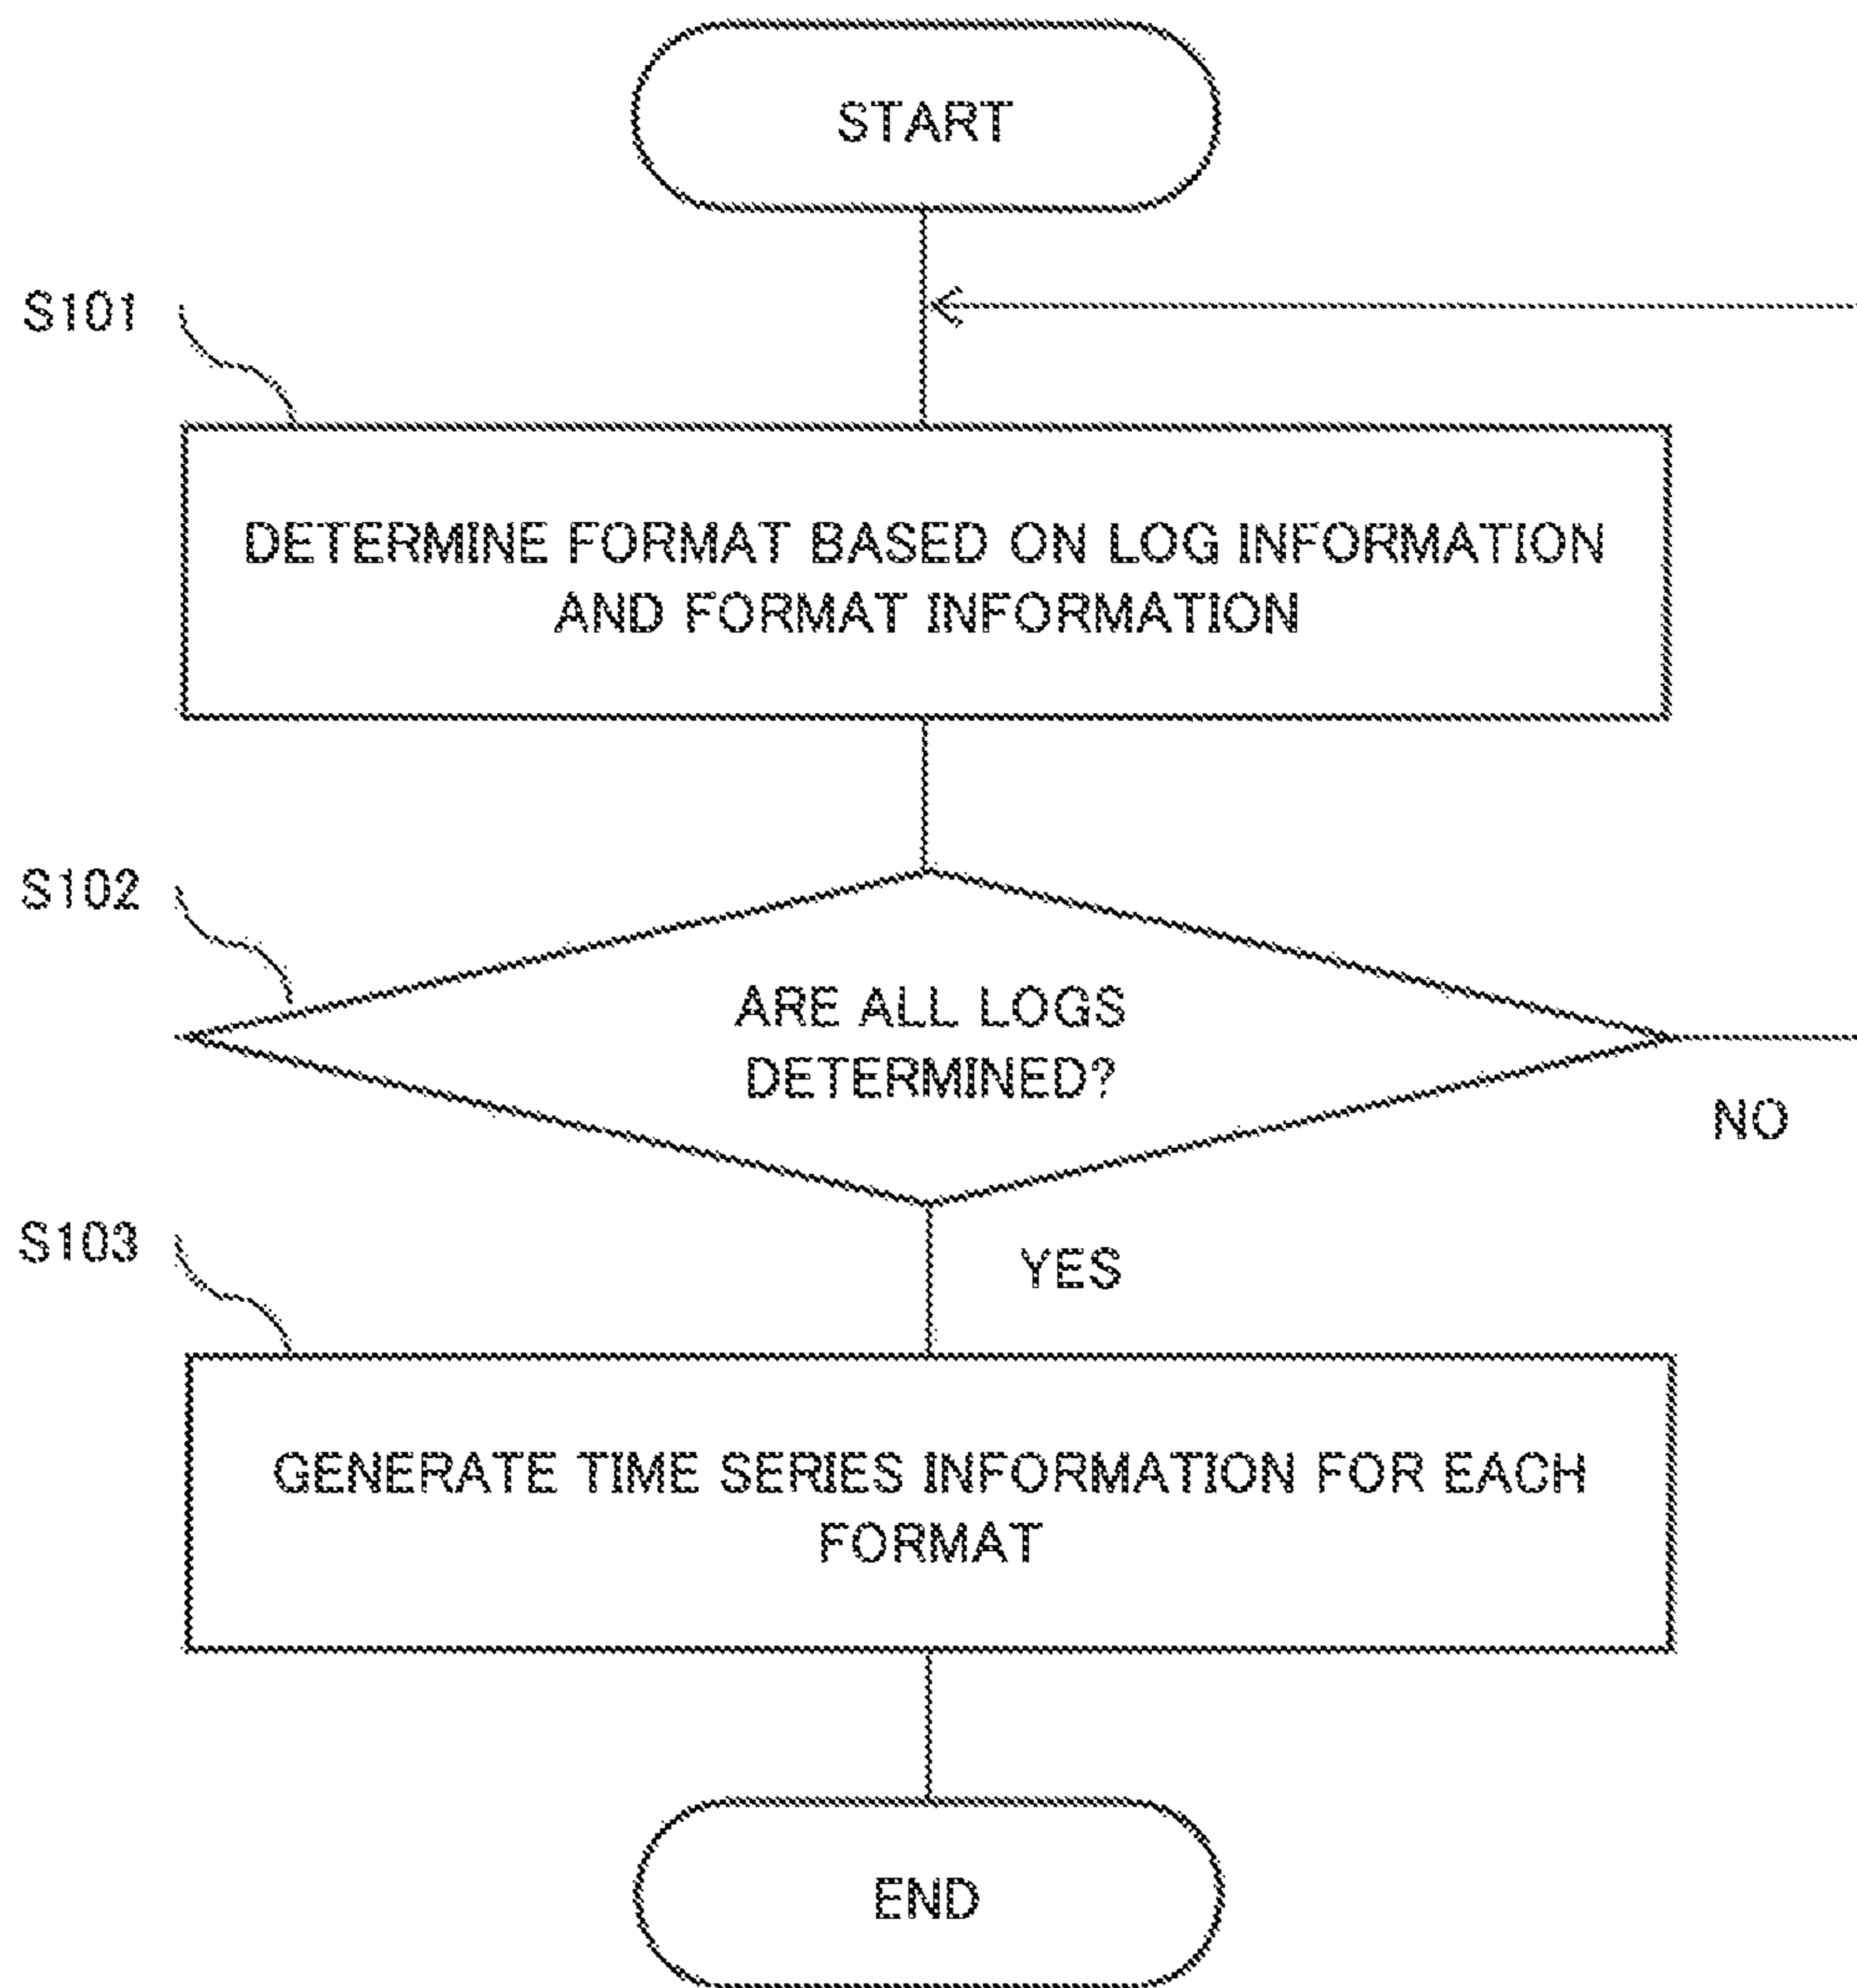 START
S101
DETERMINE FORMAT BASED ON LOG INFORMATION
AND FORMAT INFORMATION
S102
ARE ALL LOGS
DETERMINED?
NO
S103
YES
GENERATE TIME SERIES INFORMATION FOR EACH
FORMAT
END